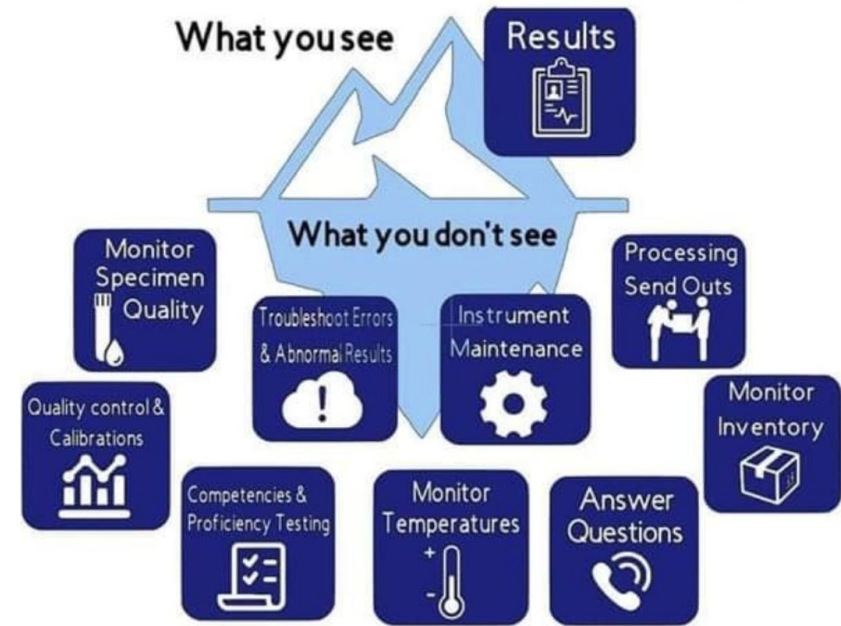 What you see
Results
What you don't see
Monitor
Specimen
Quality
Troubleshoot Errors
& Abnormal Results
Instrument
Maintenance
Processing
Send Outs
Quality control &
Calibrations
Monitor
Inventory
Competencies &
Proficiency Testing
Monitor
Temperatures
+
-
Answer
Questions